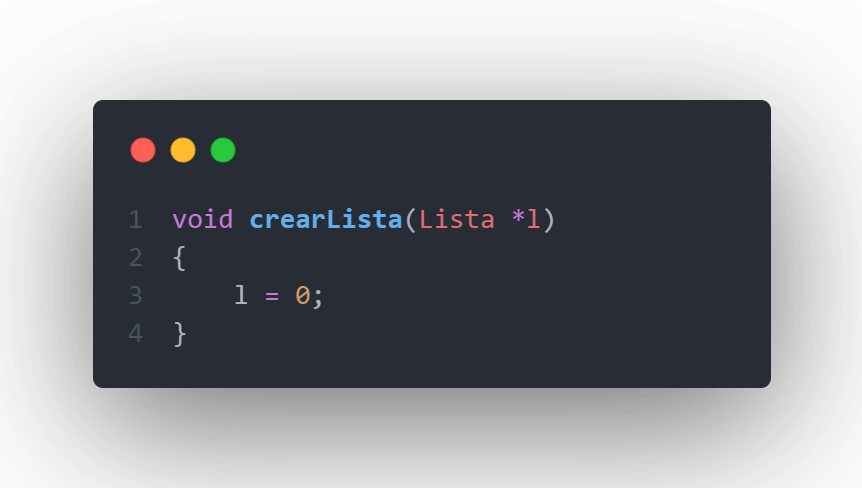 1 void crearLista(Lista *l)
2 {
3     l = 0;
4 }